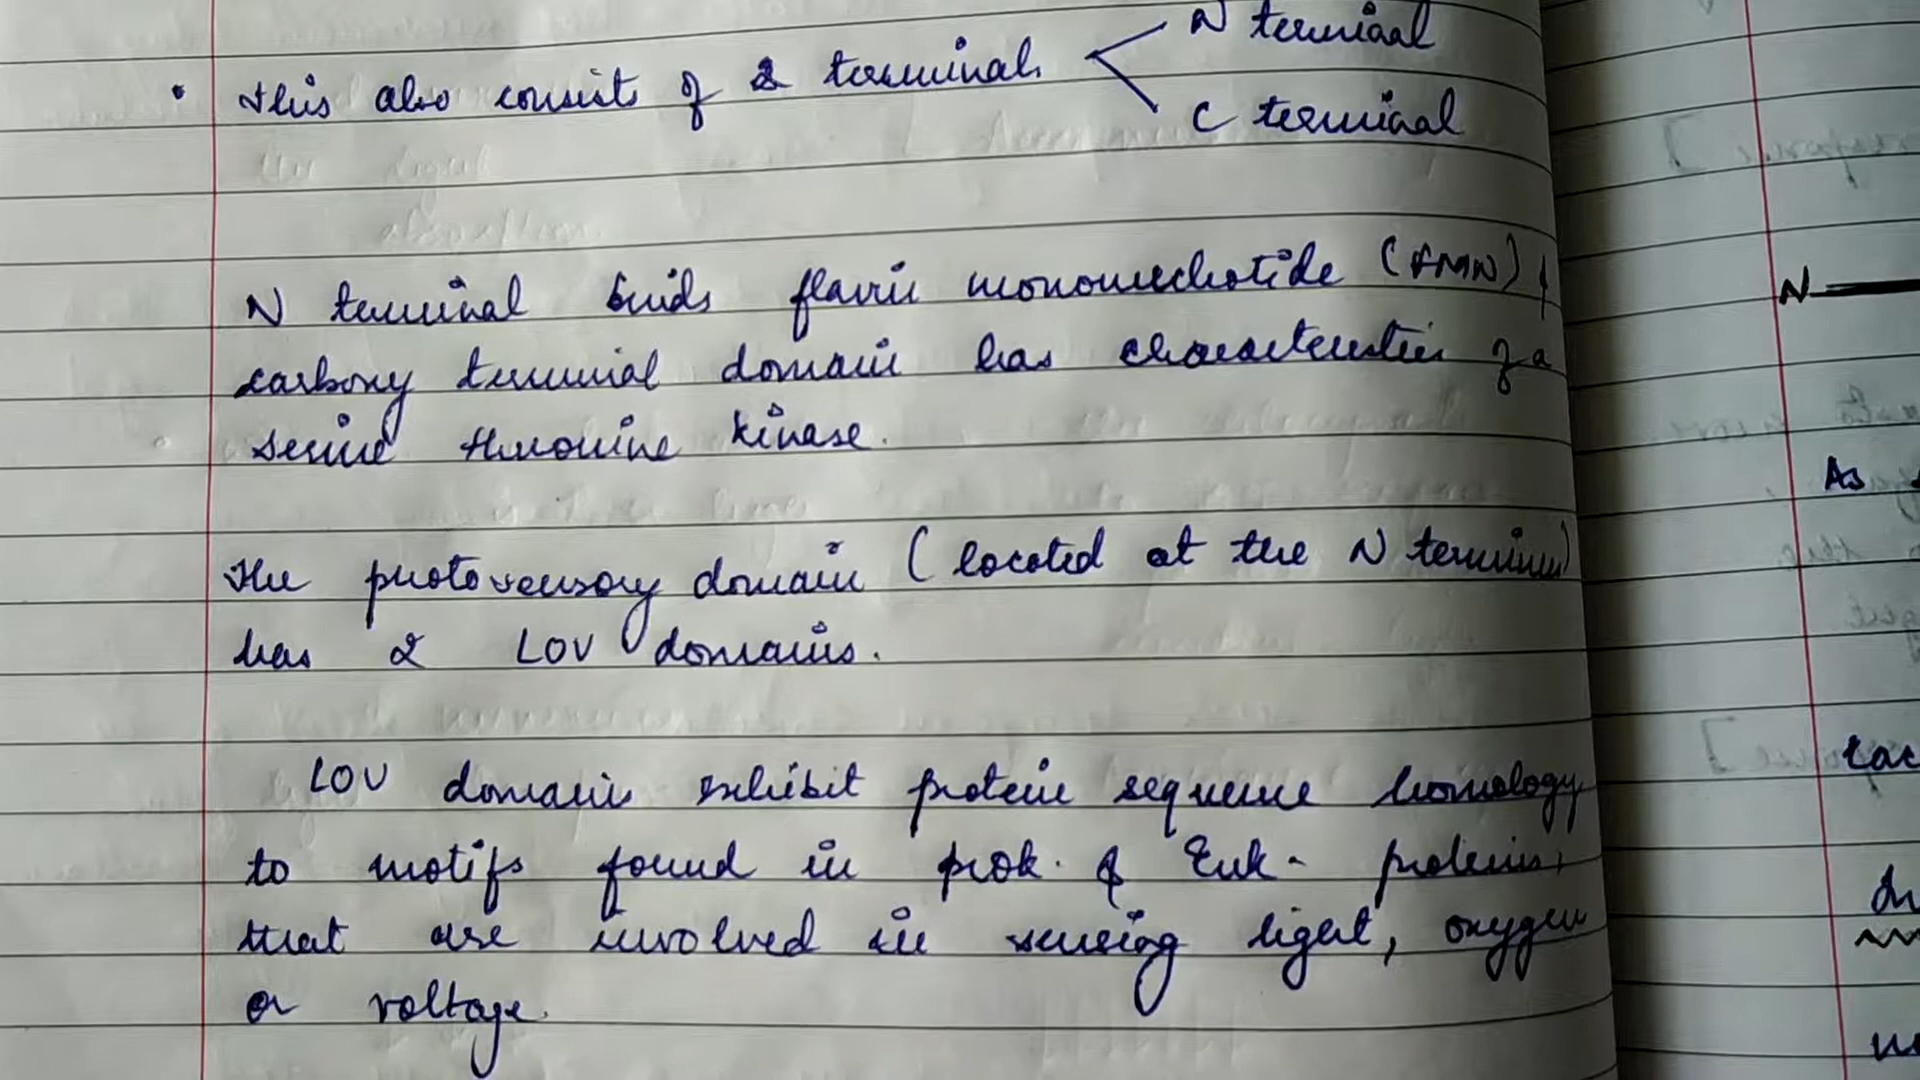 N terminal
• This also consist of 2 terminals
C terminal
N terminal binds flavin mononucleotide (FMN) &
carboxy terminal domain has characteristics of a
serine threonine kinase.
The photosensory domain (located at the N terminus)
has 2 LOV domains.
LOV domains exhibit protein sequence homology
to motifs found in prok. & Euk- proteins,
that are involved in sensing light, oxygen
or voltage.
N
As